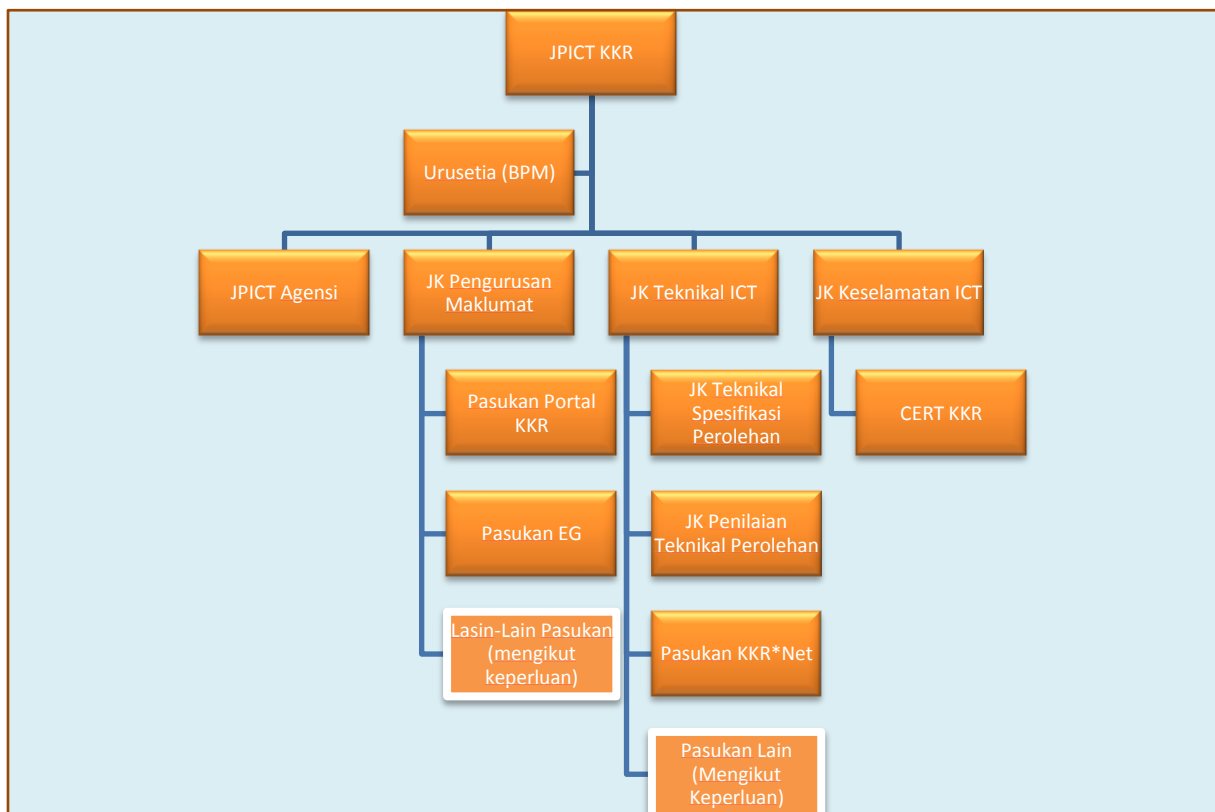 JPICT KKR
Urusetia (BPM)
JPICT Agensi
JK Pengurusan
Maklumat
JK Teknikal ICT
JK Keselamatan ICT
Pasukan Portal
KKR
JK Teknikal
Spesifikasi
Perolehan
CERT KKR
Pasukan EG
JK Penilaian
Teknikal Perolehan
Lasin-Lain Pasukan
(mengikut
keperluan)
Pasukan KKR*Net
Pasukan Lain
(Mengikut
Keperluan)